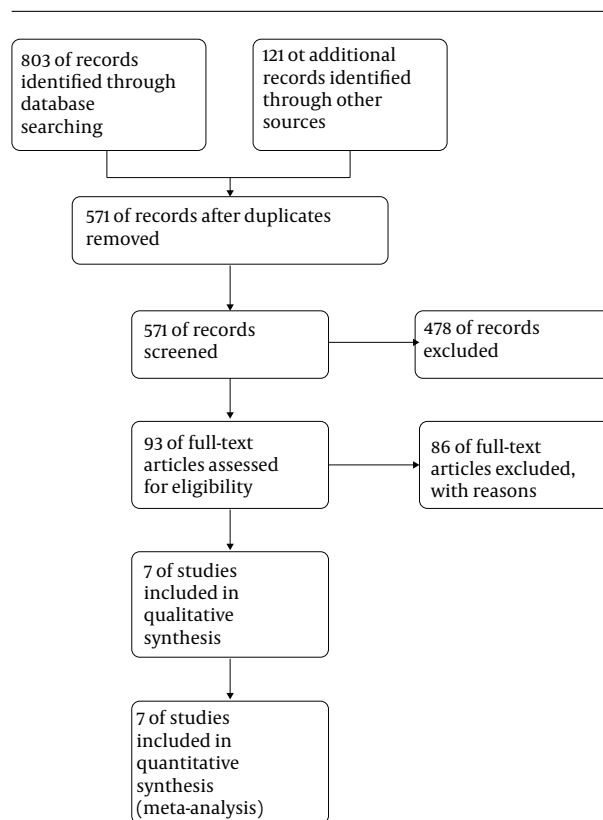 803 of records
identified through
database
searching
121 ot additional
records identified
through other
sources
571 of records after duplicates
removed
571 of records
screened
478 of records
excluded
93 of full-text
articles assessed
for eligibility
86 of full-text
articles excluded,
with reasons
7 of studies
included in
qualitative
synthesis
7 of studies
included in
quantitative
synthesis
(meta-analysis)